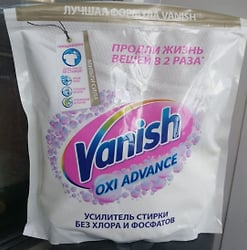 ЛУЧШАЯ ФОРМУЛА VANISH*
ПРОДЛИ ЖИЗНЬ
ВЕЩЕЙ В 2 РАЗА*
Vanish
OXI ADVANCE
УСИЛИТЕЛЬ СТИРКИ
БЕЗ ХЛОРА И ФОСФАТОВ